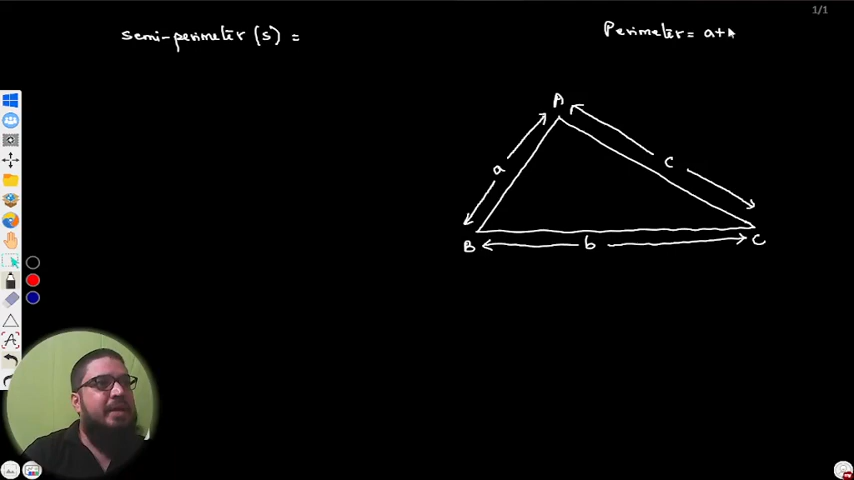 1/1
semi-perimeter (s) =
Perimeter = a+
A
a
c
B
b
C